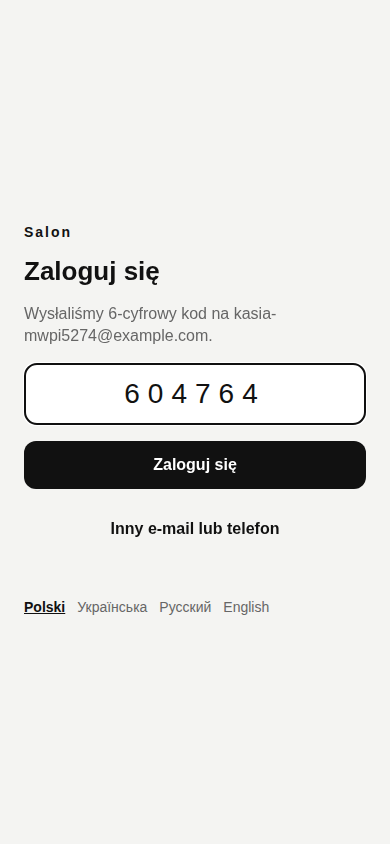 Salon
Zaloguj się
Wysłaliśmy 6-cyfrowy kod na kasia-
mwpi5274@example.com.
604764
Zaloguj się
Inny e-mail lub telefon
Polski Українська Русский English